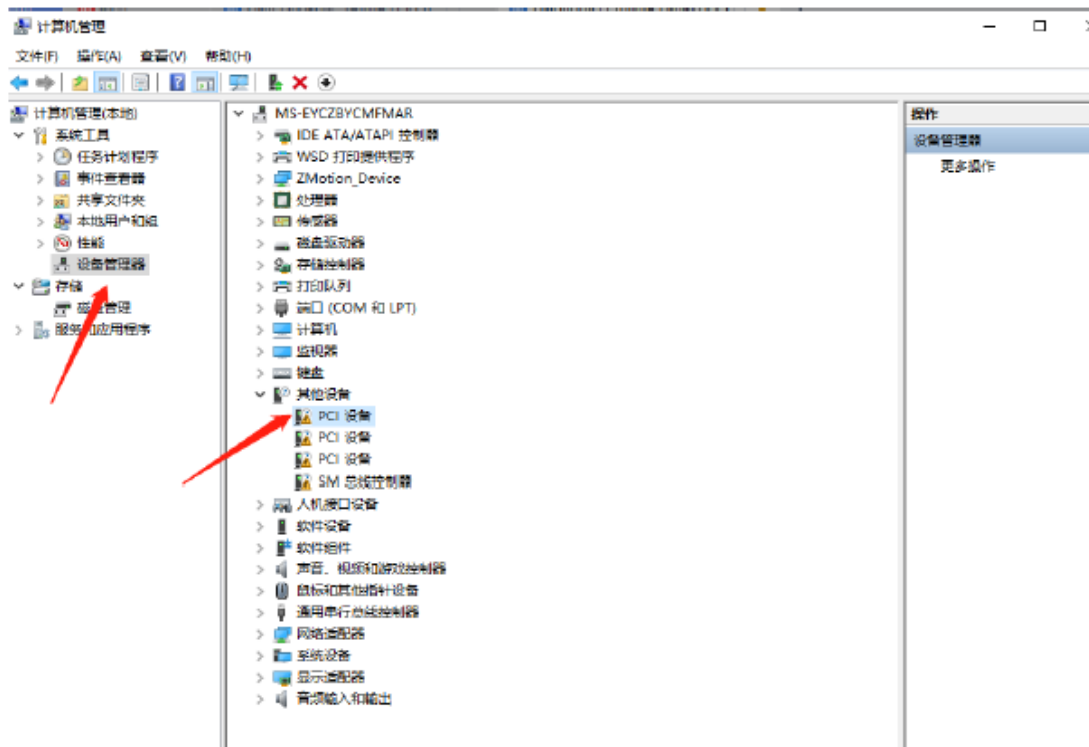 计算机管理
文件(F) 操作(A) 查看(V) 帮助(H)
计算机管理(本地)
系统工具
任务计划程序
事件查看器
共享文件夹
本地用户和组
性能
设备管理器
存储
磁盘管理
服务和应用程序
MS-EYCZBYCMFMAR
IDE ATA/ATAPI 控制器
WSD 打印提供程序
ZMotion_Device
处理器
传感器
磁盘驱动器
存储控制器
打印队列
端口 (COM 和 LPT)
计算机
监视器
键盘
其他设备
PCI 设备
PCI 设备
PCI 设备
SM 总线控制器
人机接口设备
软件设备
软件组件
声音、视频和游戏控制器
鼠标和其他指针设备
通用串行总线控制器
网络适配器
系统设备
显示适配器
音频输入和输出
操作
设备管理器
更多操作